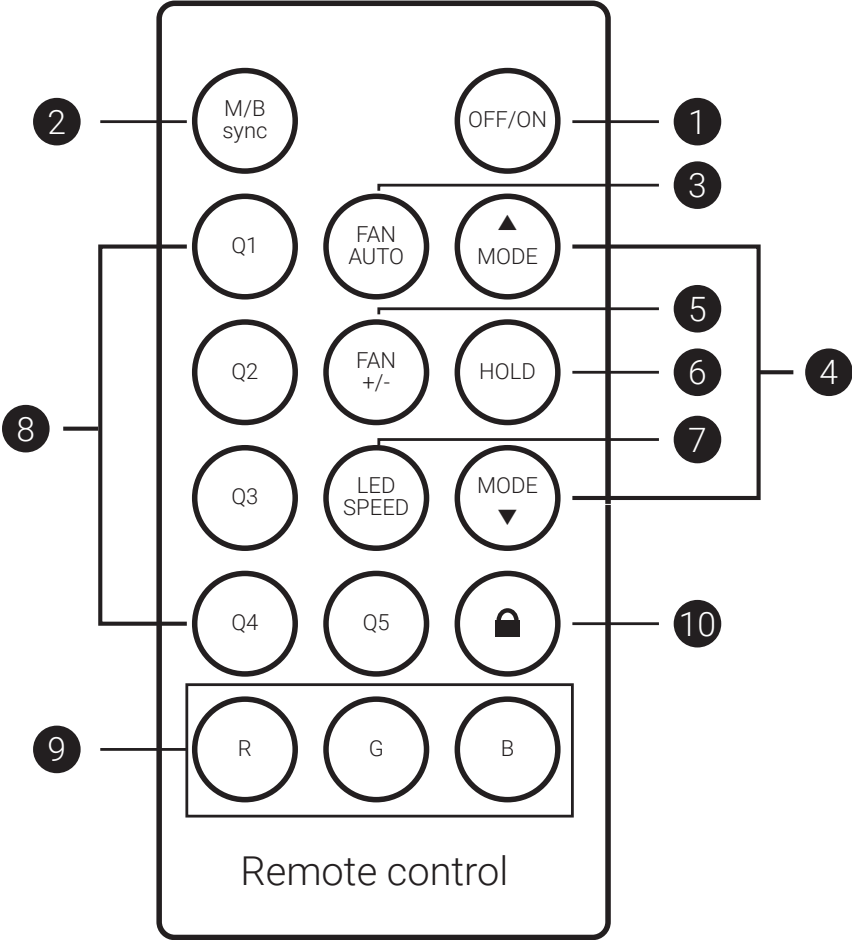 2
M/B
sync
OFF/ON
1
3
Q1
FAN
AUTO
▲
MODE
5
Q2
FAN
+/-
HOLD
6
4
8
7
Q3
LED
SPEED
MODE
▼
Q4
Q5
10
9
R
G
B
Remote control